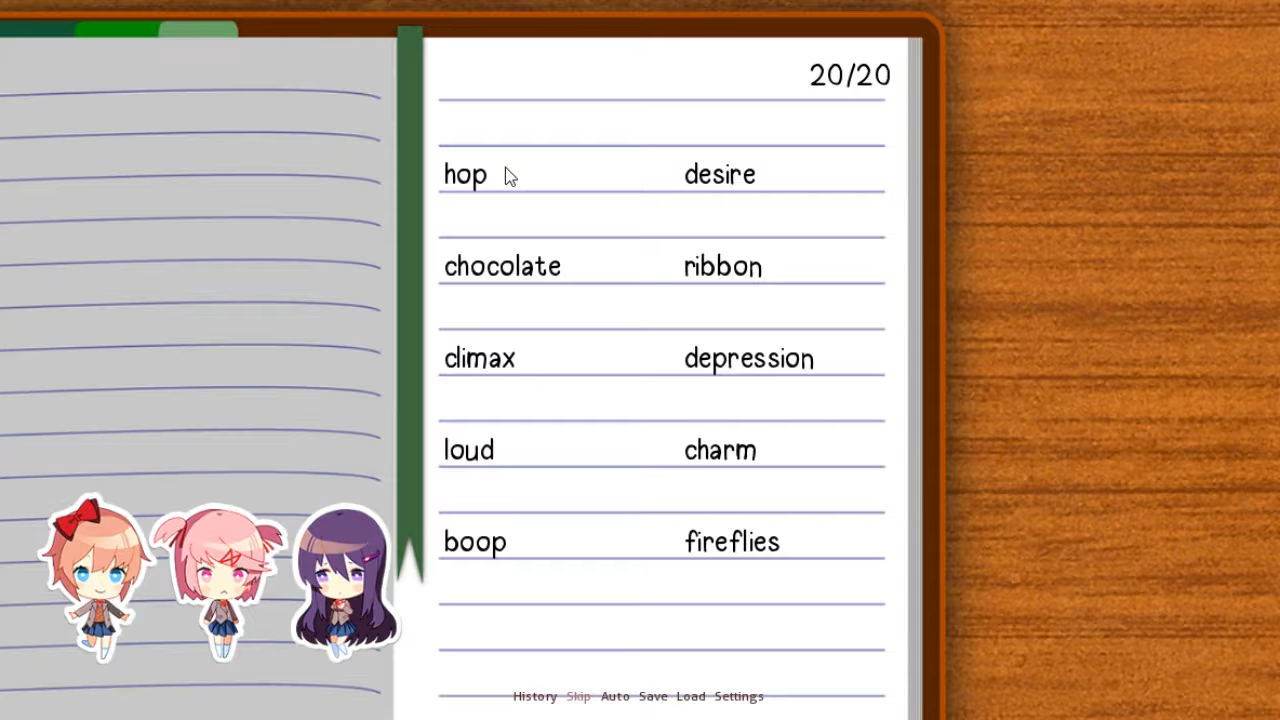 20/20
hop desire
chocolate ribbon
climax depression
loud charm
boop fireflies
History Skip Auto Save Load Settings